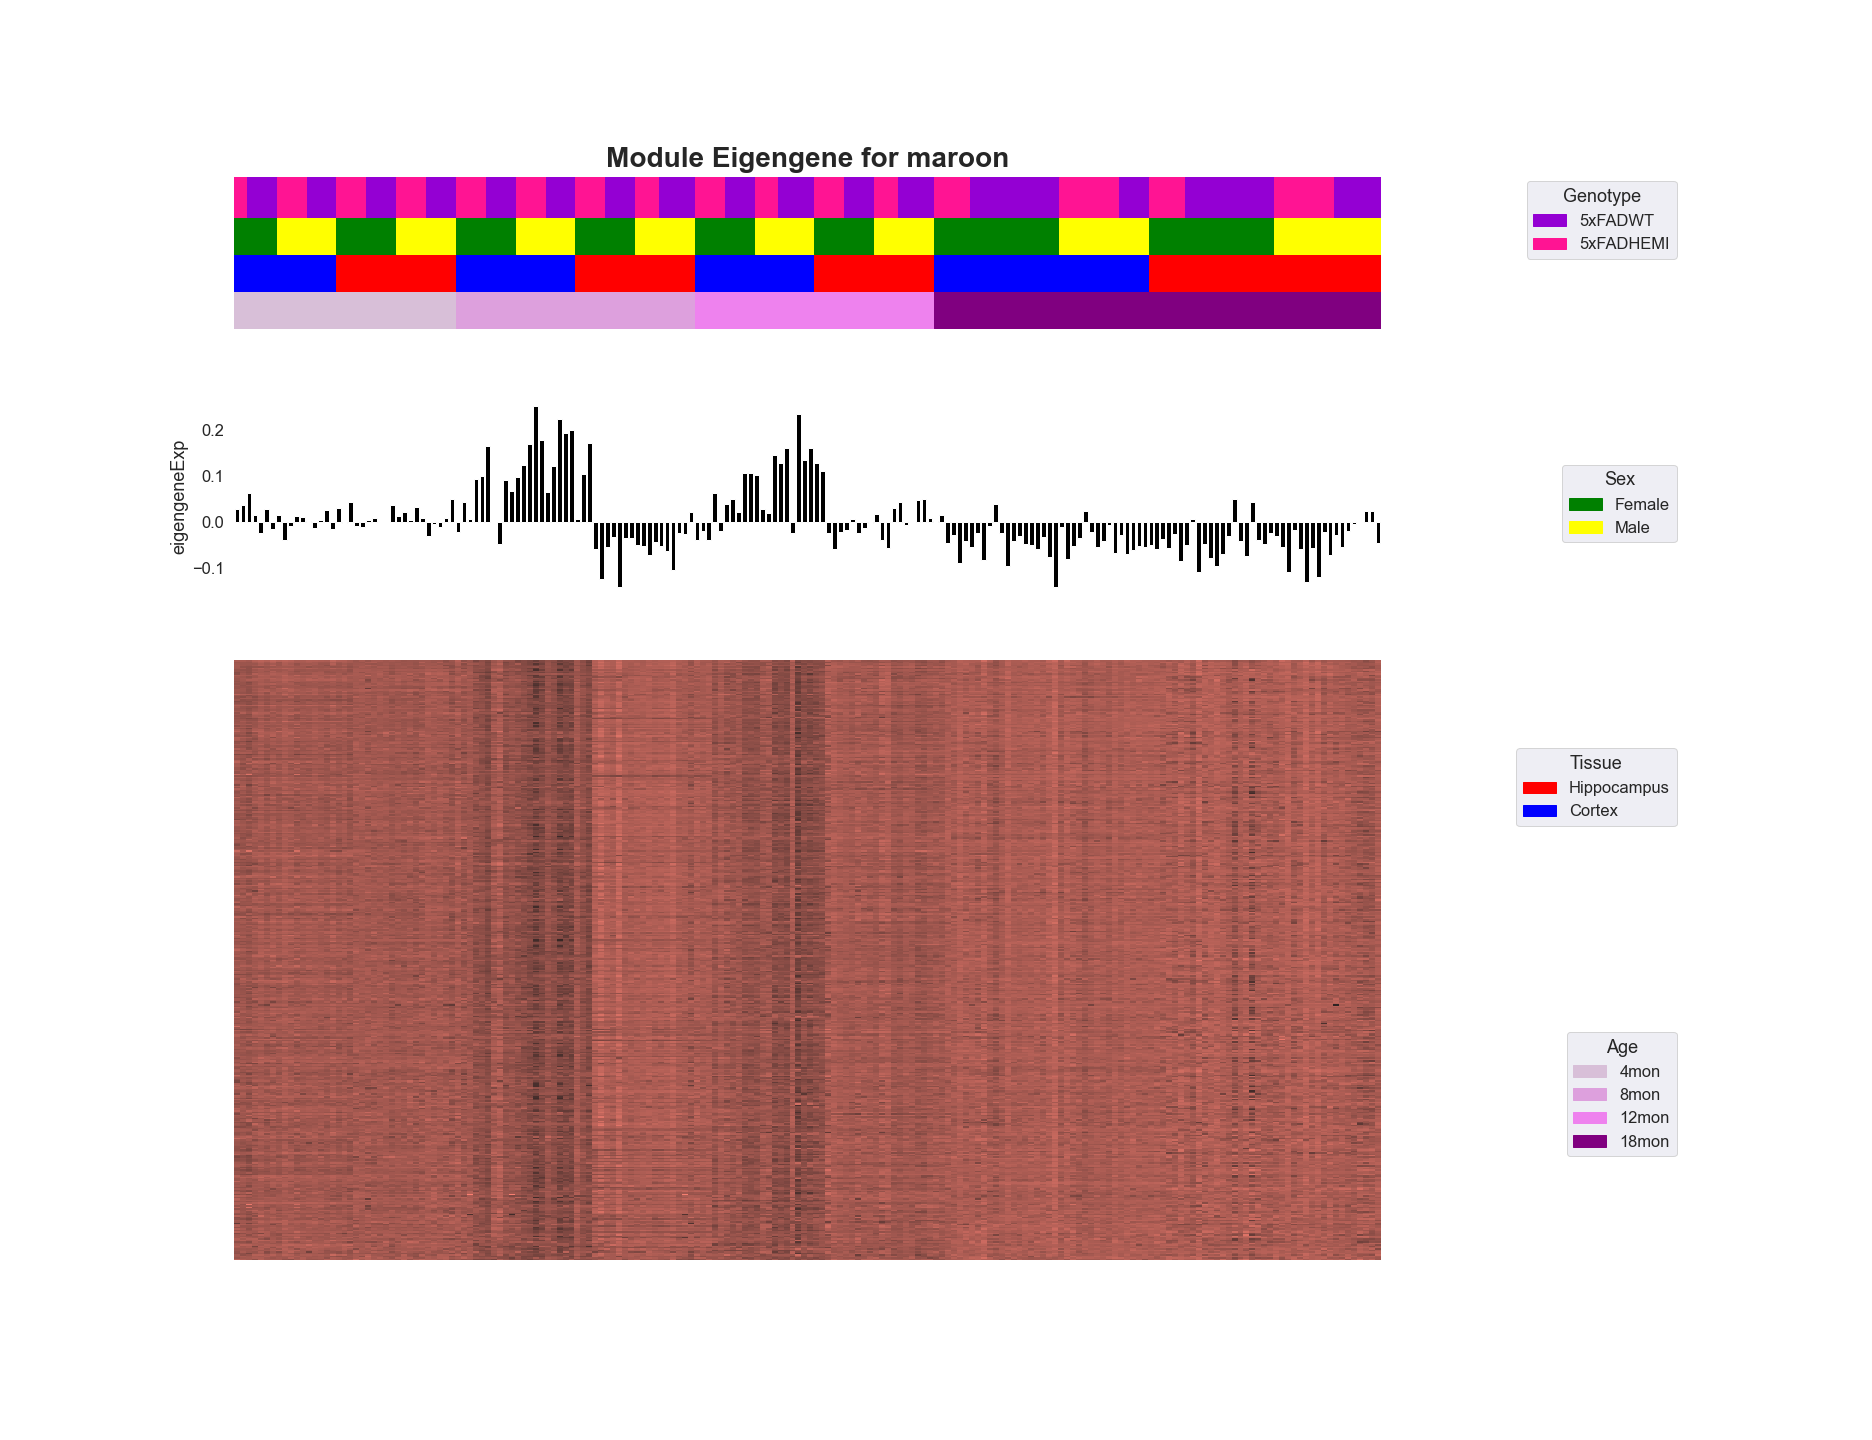 Module Eigengene for maroon
Genotype
5xFADWT
5xFADHEMI
0.2
0.1
0.0
−0.1
eigengeneExp
Sex
Female
Male
Tissue
Hippocampus
Cortex
Age
4mon
8mon
12mon
18mon